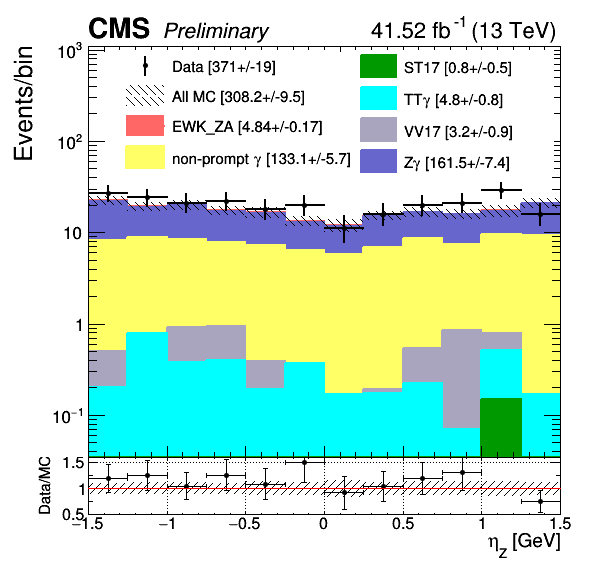 CMS Preliminary 41.52 fb⁻¹ (13 TeV)
Events/bin
Data [371+/-19]
All MC [308.2+/-9.5]
EWK_ZA [4.84+/-0.17]
non-prompt γ [133.1+/-5.7]
ST17 [0.8+/-0.5]
TTγ [4.8+/-0.8]
VV17 [3.2+/-0.9]
Zγ [161.5+/-7.4]
10³
10²
10
1
10⁻¹
Data/MC
1.5
1
0.5
−1.5 −1 −0.5 0 0.5 1 1.5
η_Z [GeV]